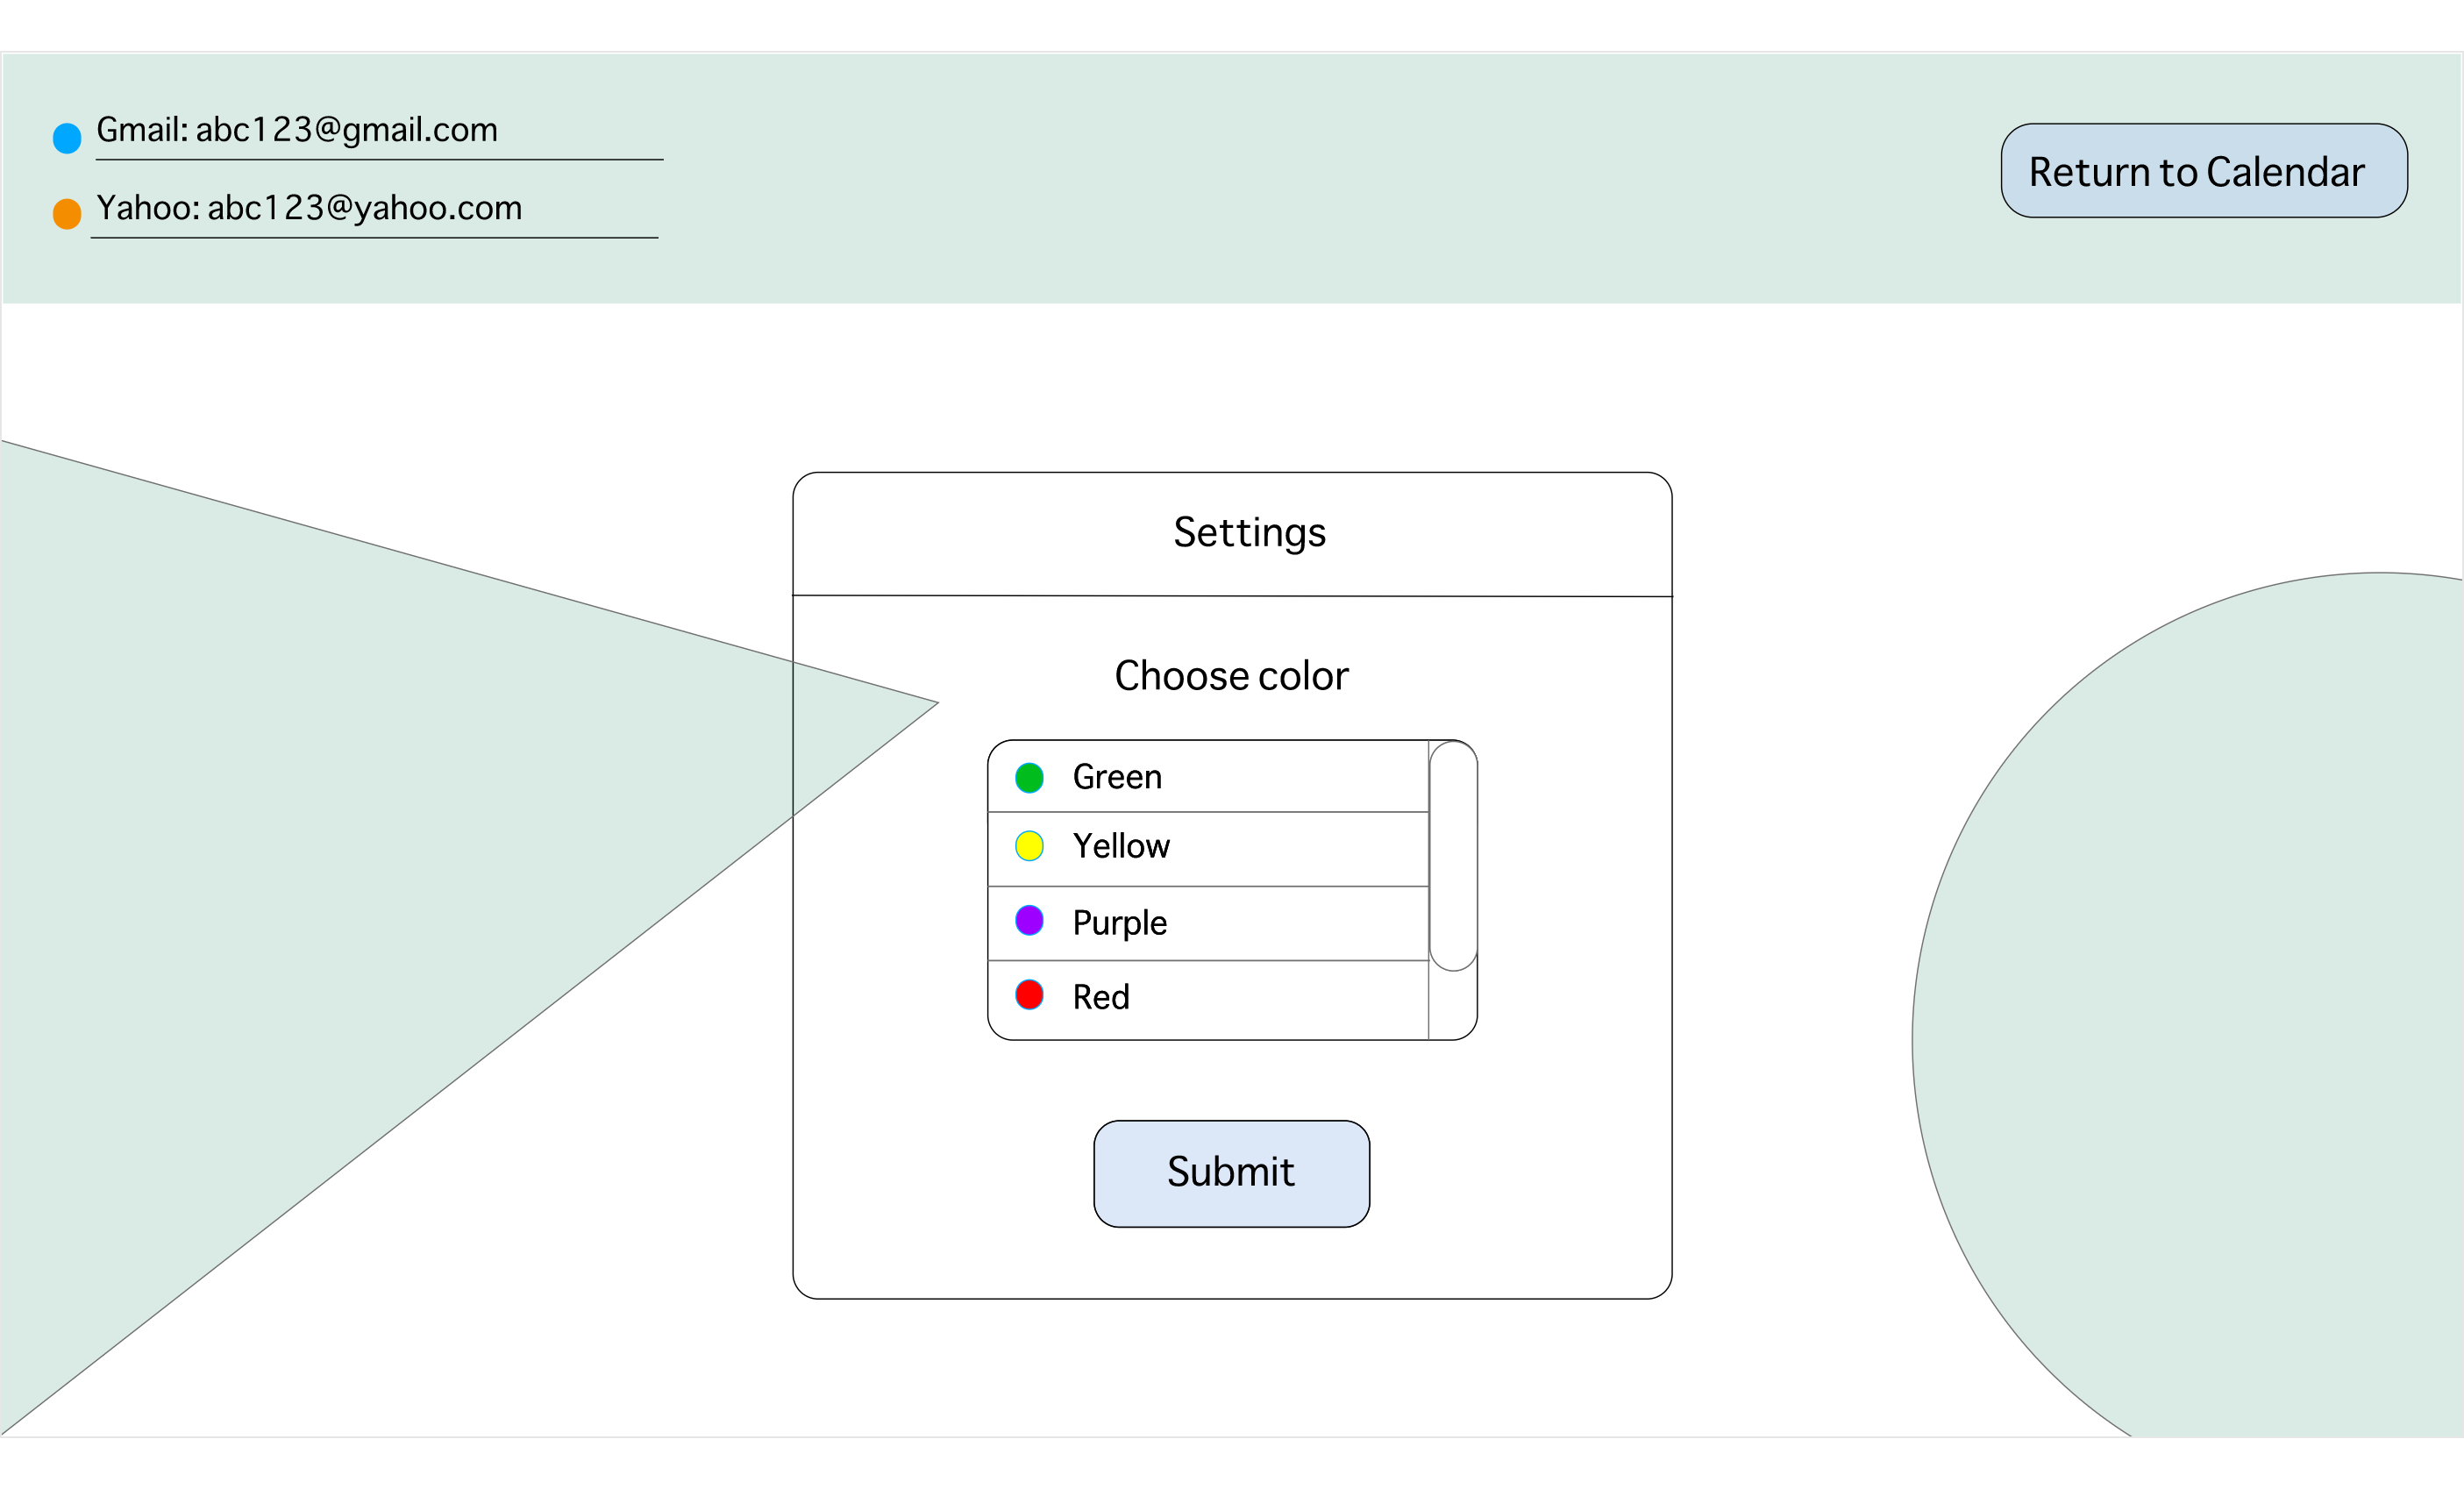 Gmail: abc123@gmail.com
Yahoo: abc123@yahoo.com
Return to Calendar
Settings
Choose color
Green
Yellow
Purple
Red
Submit